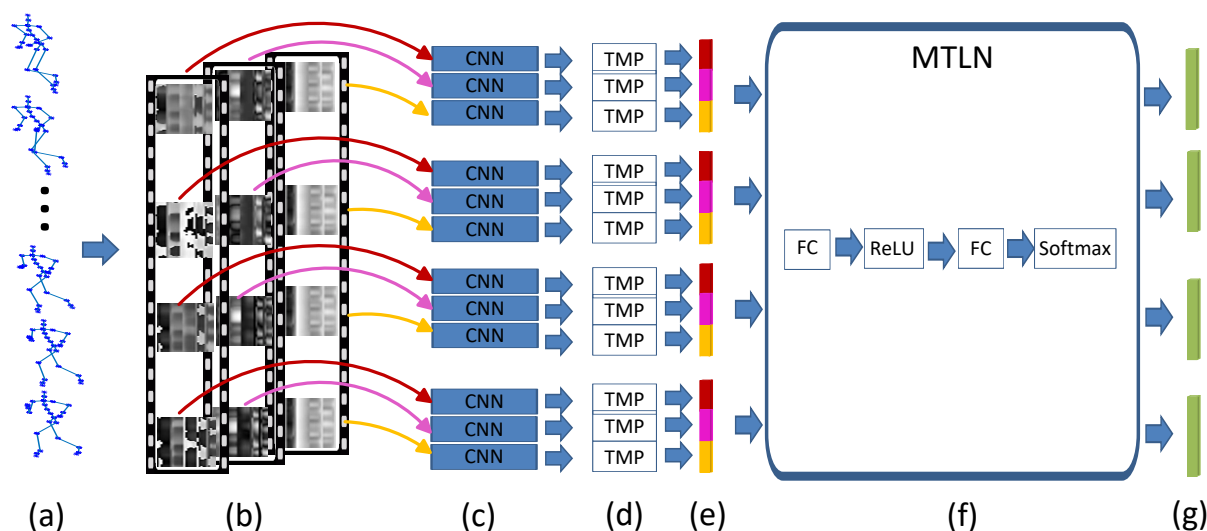 MTLN
CNN
TMP
CNN
TMP
CNN
TMP
CNN
TMP
CNN
TMP
CNN
TMP
FC
ReLU
FC
Softmax
CNN
TMP
CNN
TMP
CNN
TMP
CNN
TMP
CNN
TMP
CNN
TMP
(a)
(b)
(c)
(d)
(e)
(f)
(g)